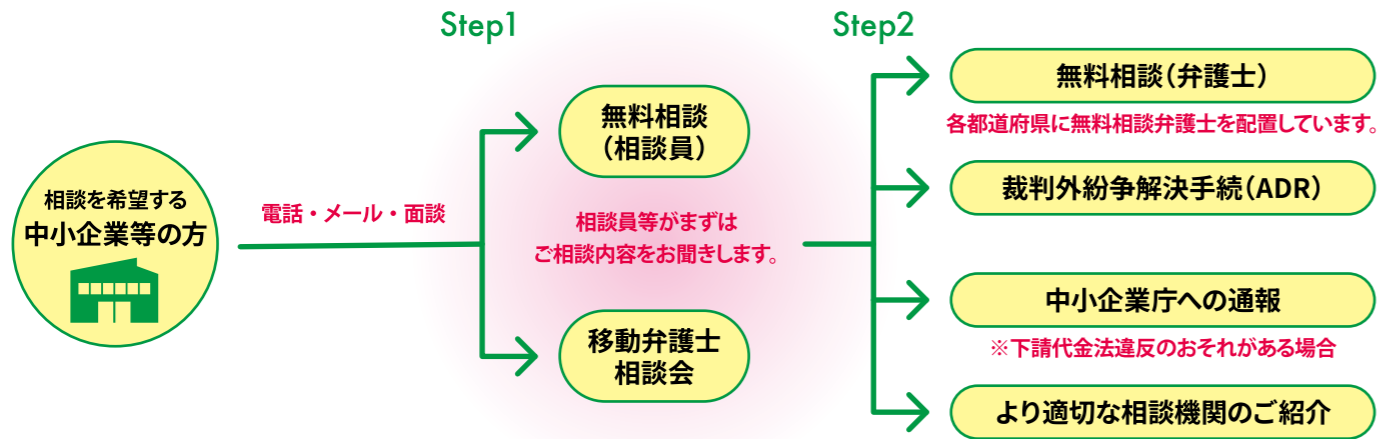 Step1
Step2
相談を希望する
中小企業等の方
電話・メール・面談
無料相談
（相談員）
相談員等がまずは
ご相談内容をお聞きします。
移動弁護士
相談会
無料相談（弁護士）
各都道府県に無料相談弁護士を配置しています。
裁判外紛争解決手続（ADR）
中小企業庁への通報
※下請代金法違反のおそれがある場合
より適切な相談機関のご紹介